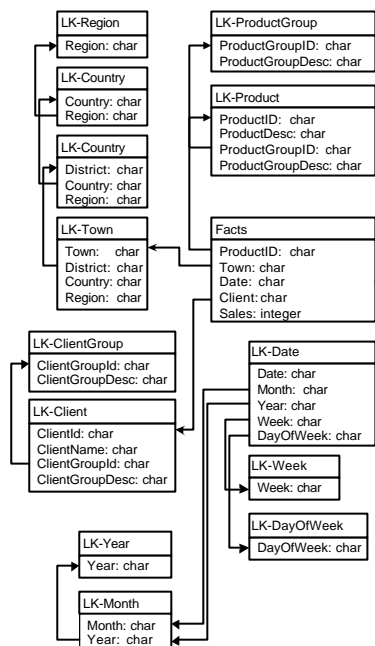 LK-Region
Region: char
LK-Country
Country: char
Region: char
LK-Country
District: char
Country: char
Region: char
LK-Town
Town: char
District: char
Country: char
Region: char
LK-ProductGroup
ProductGroupID: char
ProductGroupDesc: char
LK-Product
ProductID: char
ProductDesc: char
ProductGroupID: char
ProductGroupDesc: char
Facts
ProductID: char
Town: char
Date: char
Client: char
Sales: integer
LK-ClientGroup
ClientGroupId: char
ClientGroupDesc: char
LK-Client
ClientId: char
ClientName: char
ClientGroupId: char
ClientGroupDesc: char
LK-Date
Date: char
Month: char
Year: char
Week: char
DayOfWeek: char
LK-Week
Week: char
LK-DayOfWeek
DayOfWeek: char
LK-Year
Year: char
LK-Month
Month: char
Year: char